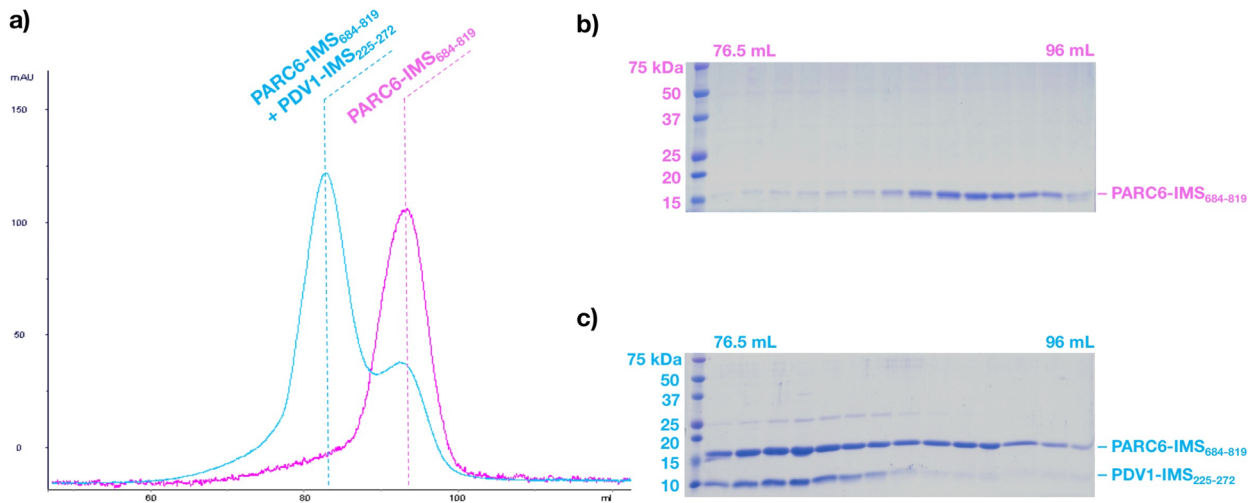 a)
mAU
150
100
50
0
60
80
100
ml
PARC6-IMS684-819
+ PDV1-IMS225-272
PARC6-IMS684-819
b)
76.5 mL
96 mL
75 kDa
50
37
25
20
15
PARC6-IMS684-819
c)
76.5 mL
96 mL
75 kDa
50
37
25
20
15
10
PARC6-IMS684-819
PDV1-IMS225-272